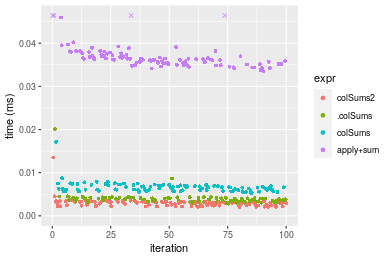 0.04
0.03
0.02
0.01
0.00
time (ms)
0
25
50
75
100
iteration
expr
colSums2
.colSums
colSums
apply+sum